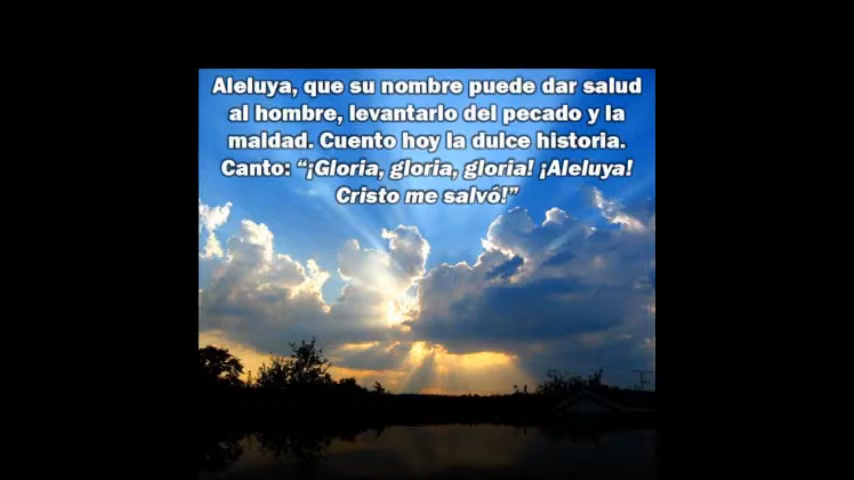 Aleluya, que su nombre puede dar salud
al hombre, levantarlo del pecado y la
maldad. Cuento hoy la dulce historia.
Canto: “¡Gloria, gloria, gloria! ¡Aleluya!
Cristo me salvó!”